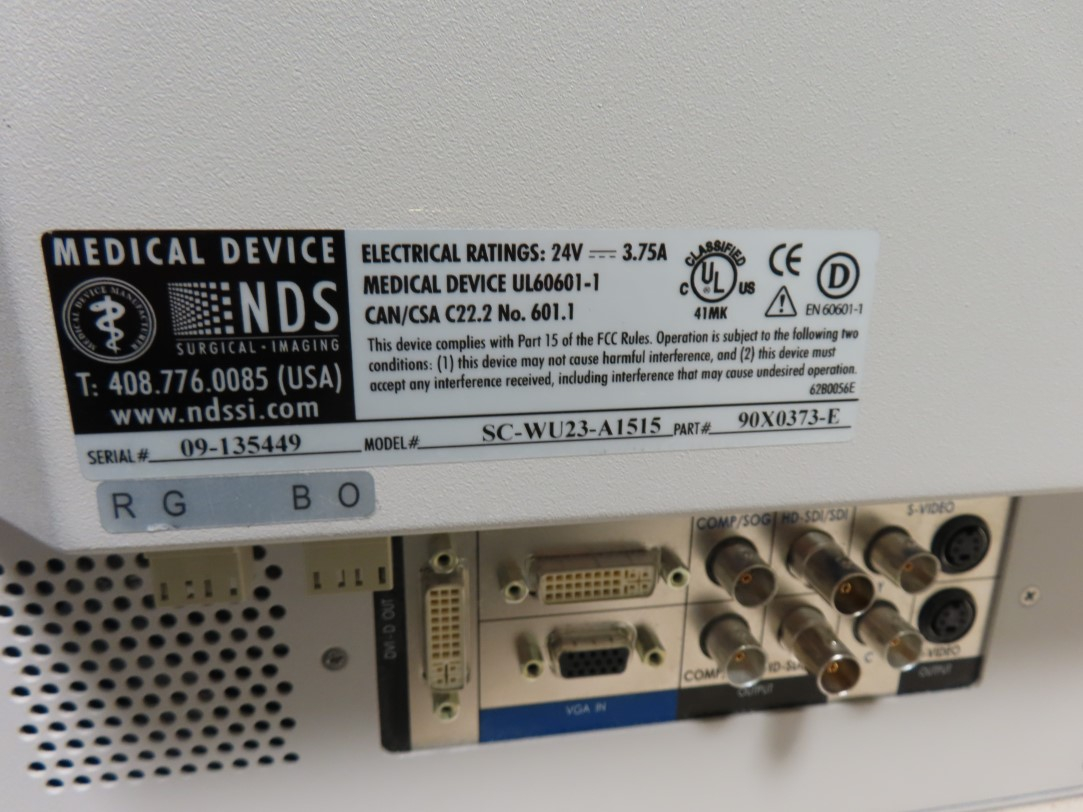 MEDICAL DEVICE
MEDICAL DEVICE MANUFACTURER
NDS
SURGICAL-IMAGING
T: 408.776.0085 (USA)
www.ndssi.com
ELECTRICAL RATINGS: 24V 3.75A
MEDICAL DEVICE UL60601-1
CAN/CSA C22.2 No. 601.1
CLASSIFIED
C UL ® US
41MK
CE
D
EN 60601-1
This device complies with Part 15 of the FCC Rules. Operation is subject to the following two
conditions: (1) this device may not cause harmful interference, and (2) this device must
accept any interference received, including interference that may cause undesired operation.
62B0056E
SERIAL# 09-135449 MODEL# SC-WU23-A1515 PART# 90X0373-E
R G B O
COMP/SOG HD-SDI/SDI S-VIDEO
DVI-D OUT
VGA IN
OUTPUT
C
OUTPUT